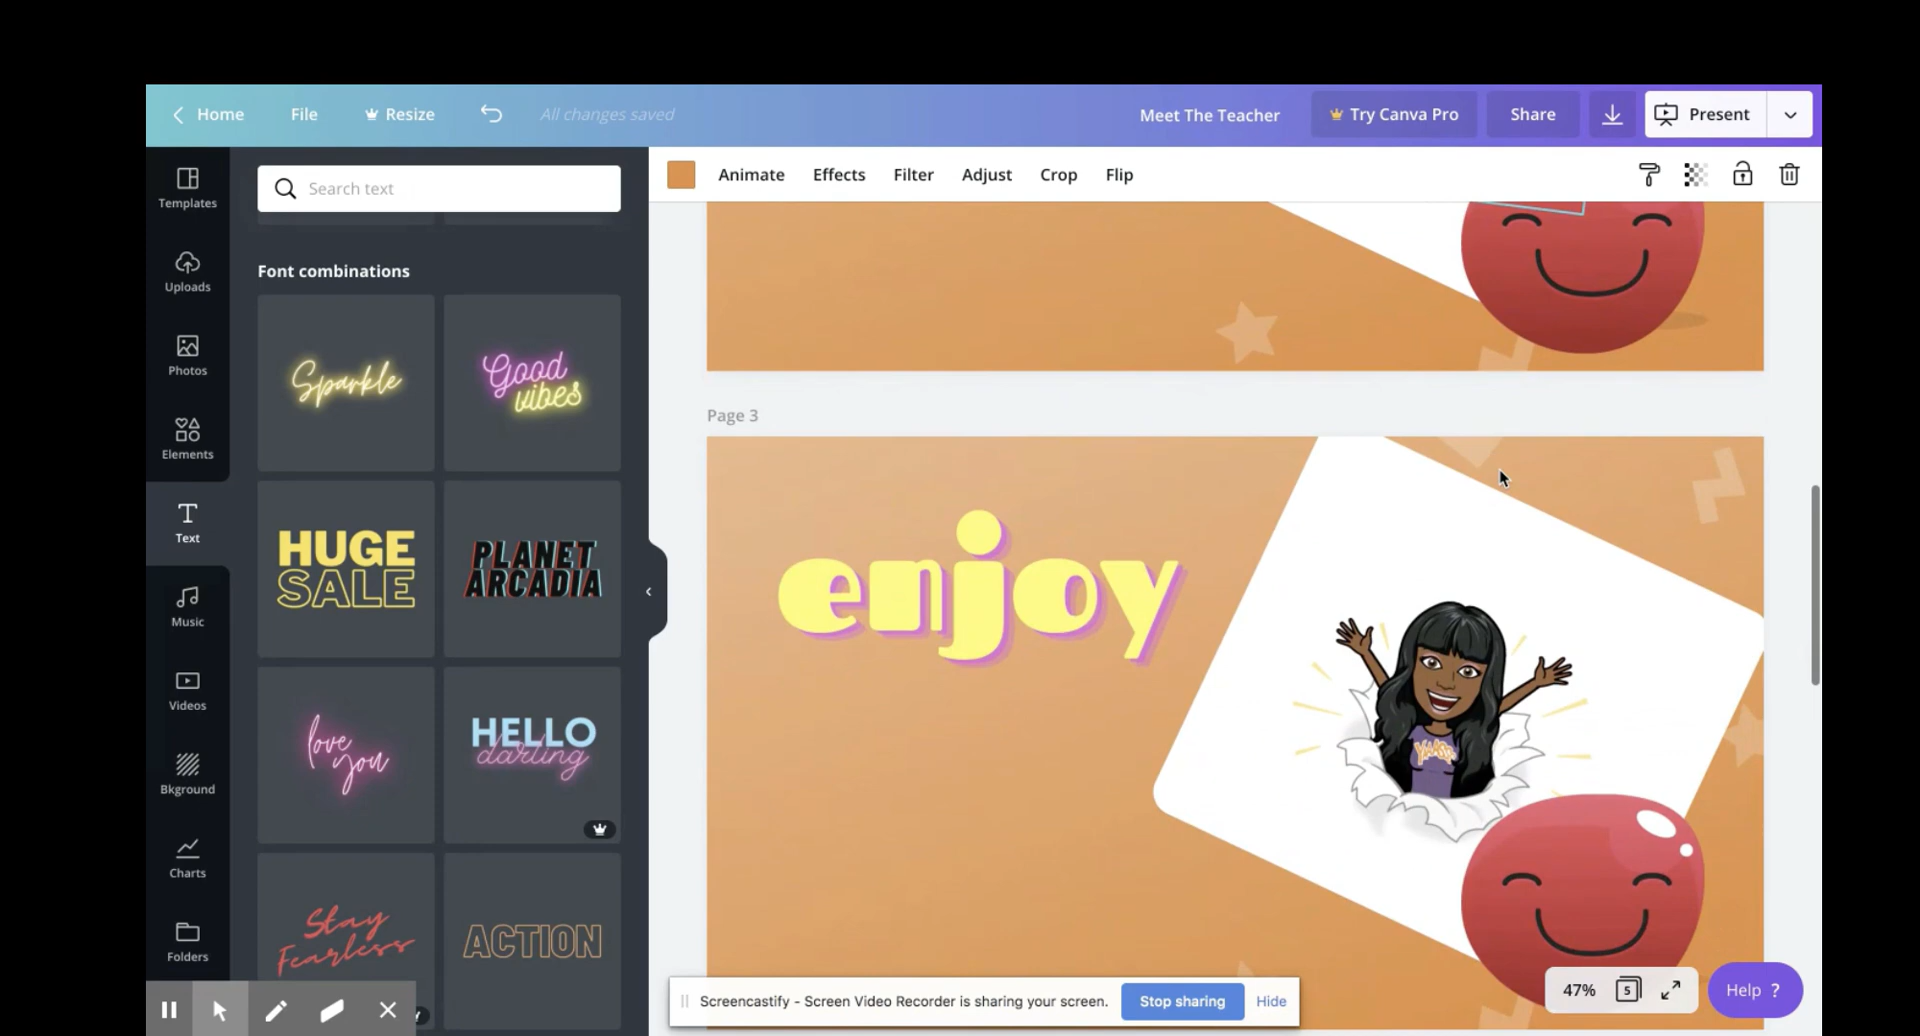 Home File Resize All changes saved Meet The Teacher Try Canva Pro Share Present
Animate Effects Filter Adjust Crop Flip
Search text
Templates
Uploads
Photos
Elements
Text
Music
Videos
Bkground
Charts
Folders
Font combinations
Sparkle
Good
vibes
HUGE
SALE
PLANET
ARCADIA
love
you
HELLO
darling
Stay
Fearless
ACTION
Page 3
enjoy
Screencastify - Screen Video Recorder is sharing your screen. Stop sharing Hide
47% 5 Help ?